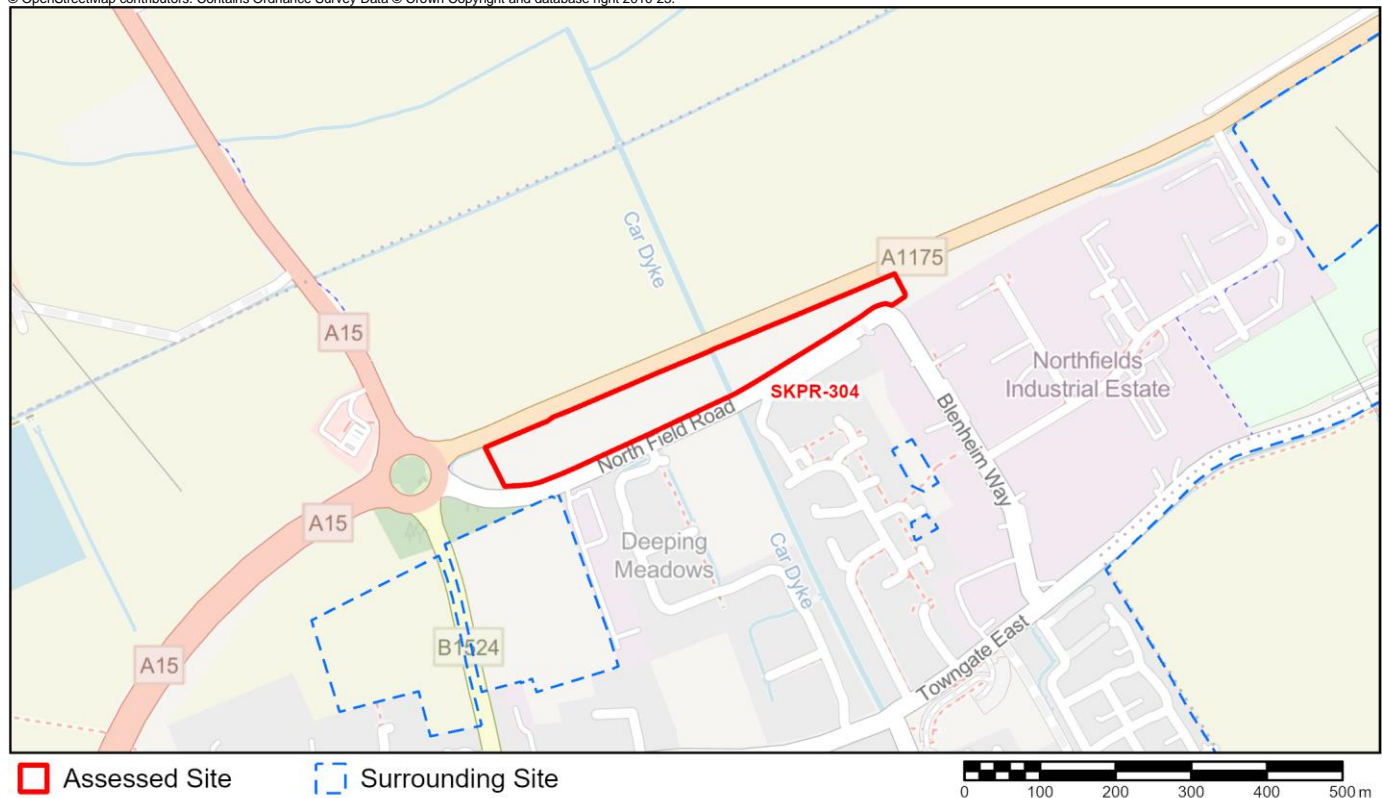 © OpenStreetMap contributors. Contains Ordnance Survey Data © Crown Copyright and database right 2016-23.
Car Dyke
A1175
A15
Northfields
Industrial Estate
SKPR-304
North Field Road
Blenheim Way
A15
Deeping
Meadows
Car Dyke
B1524
A15
Towngate East
Assessed Site
Surrounding Site
0 100 200 300 400 500 m